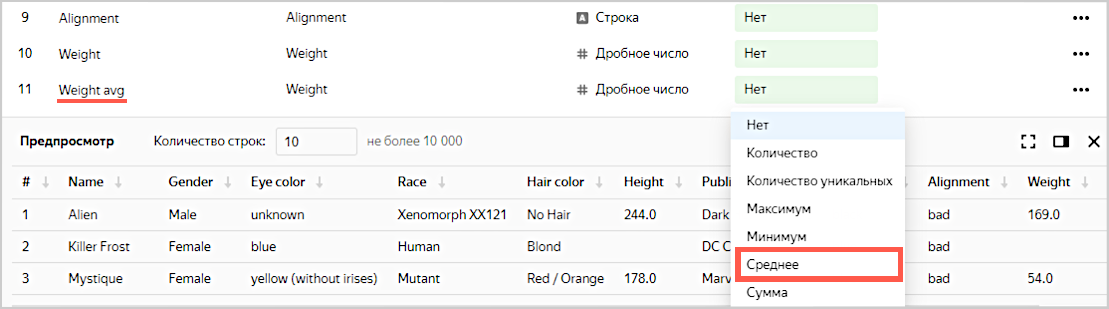 9 Alignment Alignment Строка Нет
10 Weight Weight Дробное число Нет
11 Weight avg Weight Дробное число Нет
Предпросмотр Количество строк: 10 не более 10 000
Нет
Количество
Количество уникальных
Максимум
Минимум
Среднее
Сумма
# Name Gender Eye color Race Hair color Height Publi Alignment Weight
1 Alien Male unknown Xenomorph XX121 No Hair 244.0 Dark bad 169.0
2 Killer Frost Female blue Human Blond DC C bad
3 Mystique Female yellow (without irises) Mutant Red / Orange 178.0 Marv bad 54.0